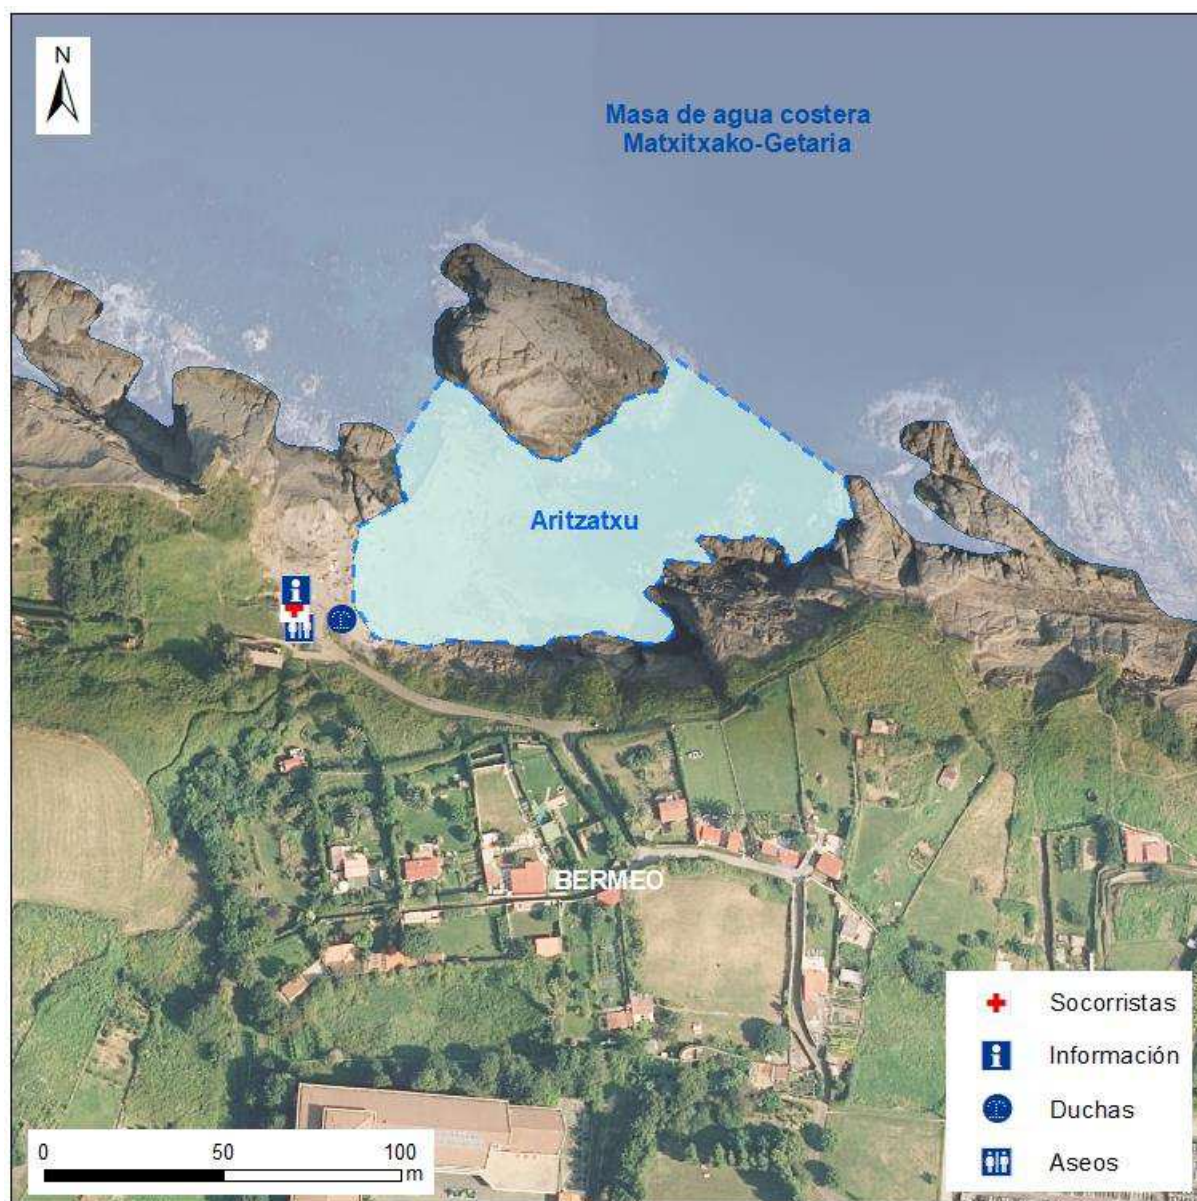 N
Masa de agua costera
Matxitxako-Getaria
Aritzatxu
BERMEO
Socorristas
Información
Duchas
Aseos
0 50 100
m